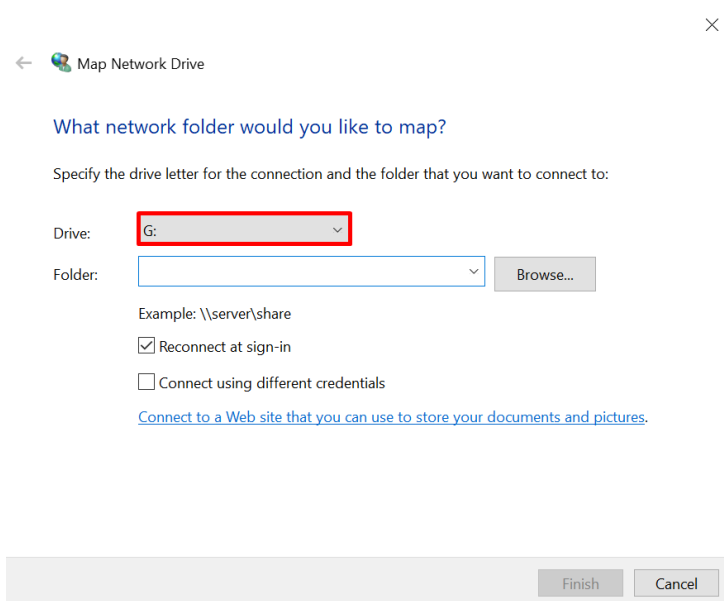 Map Network Drive
What network folder would you like to map?
Specify the drive letter for the connection and the folder that you want to connect to:
Drive: G:
Folder: Browse...
Example: \\server\share
Reconnect at sign-in
Connect using different credentials
Connect to a Web site that you can use to store your documents and pictures.
Finish Cancel